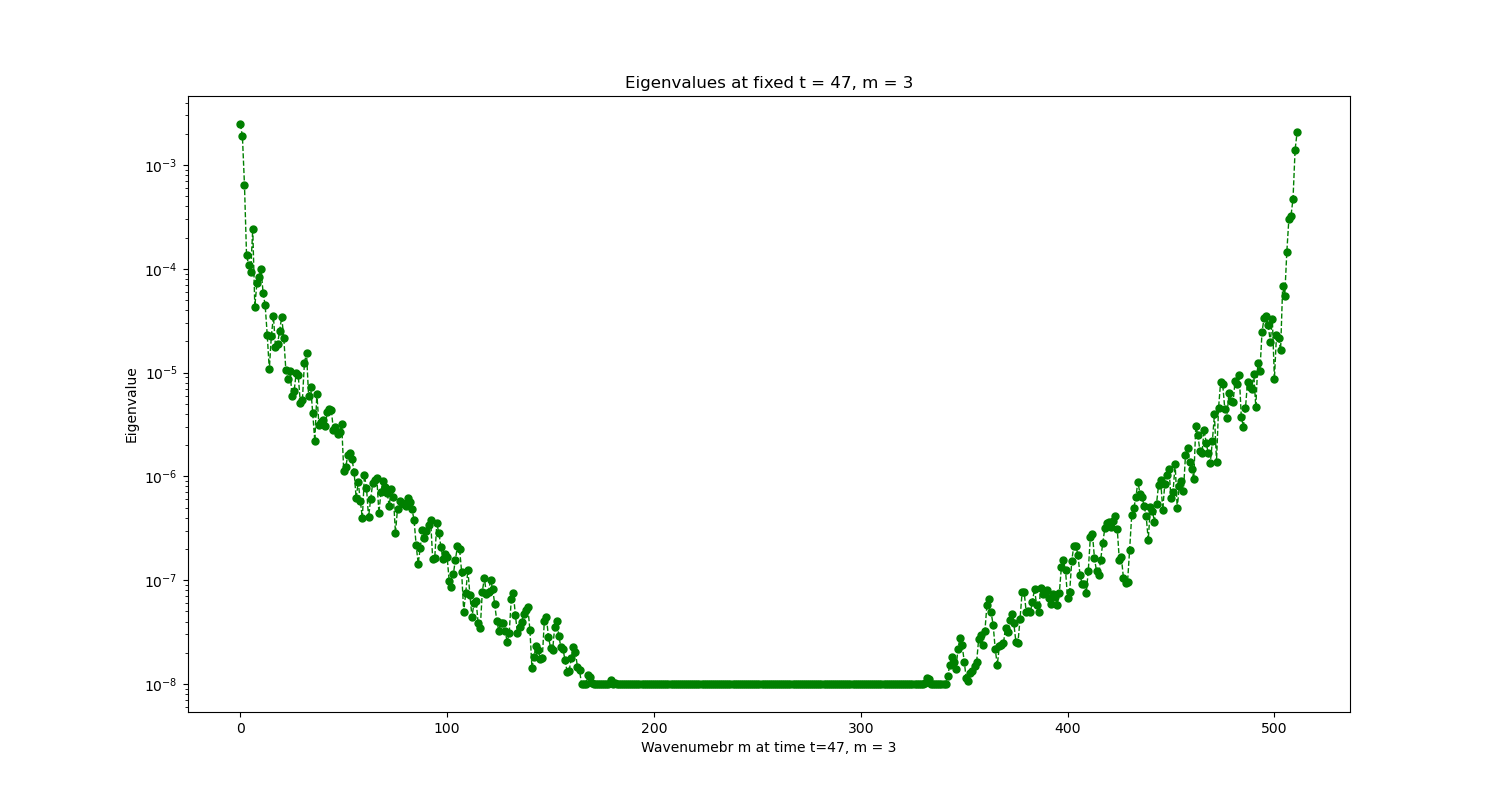 Eigenvalues at fixed t = 47, m = 3
Eigenvalue
10⁻³
10⁻⁴
10⁻⁵
10⁻⁶
10⁻⁷
10⁻⁸
0 100 200 300 400 500
Wavenumebr m at time t=47, m = 3